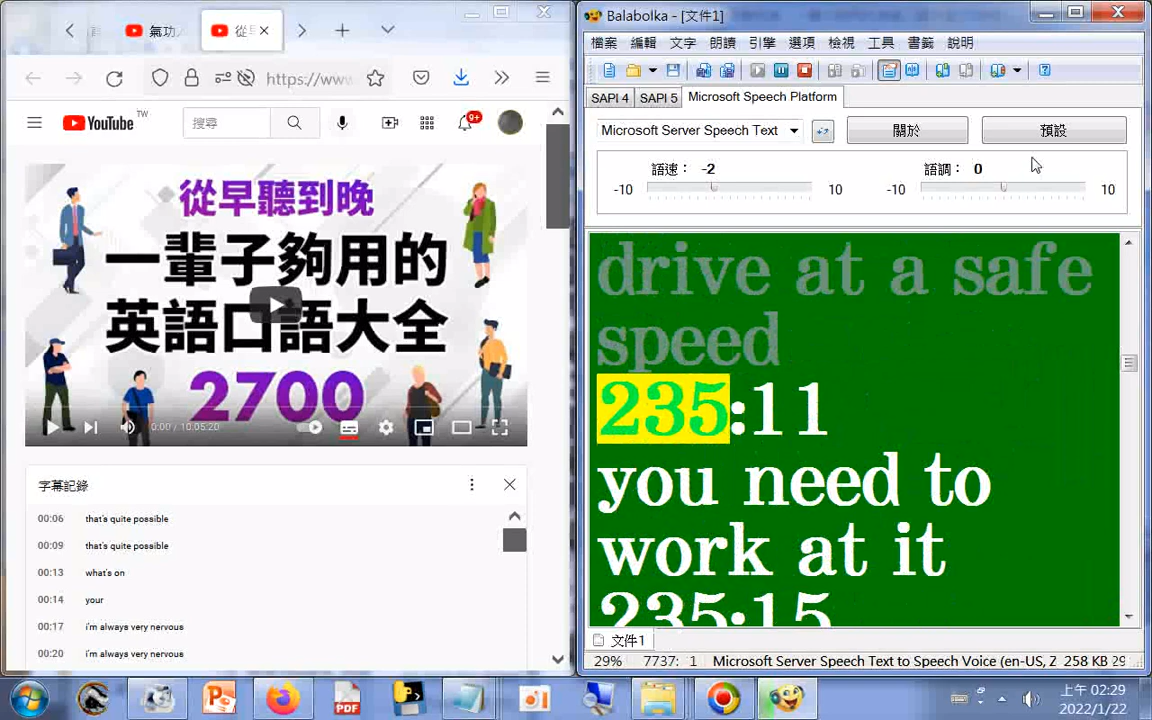 氣功
從
https://www
YouTube TW
搜尋
9+
從早聽到晚
一輩子夠用的
英語口語大全
2700
0:00 / 10:05:20
字幕記錄
00:06 that's quite possible
00:09 that's quite possible
00:13 what's on
00:14 your
00:17 i'm always very nervous
00:20 i'm always very nervous
Balabolka - [文件1]
檔案 編輯 文字 朗讀 引擎 選項 檢視 工具 書籤 說明
SAPI 4 SAPI 5 Microsoft Speech Platform
Microsoft Server Speech Text 關於 預設
語速： -2 語調： 0
-10 10 -10 10
drive at a safe
speed
235:11
you need to
work at it
235:15
文件1
29% 7737: 1 Microsoft Server Speech Text to Speech Voice (en-US, Z 258 KB 29
PDF
上午 02:29
2022/1/22